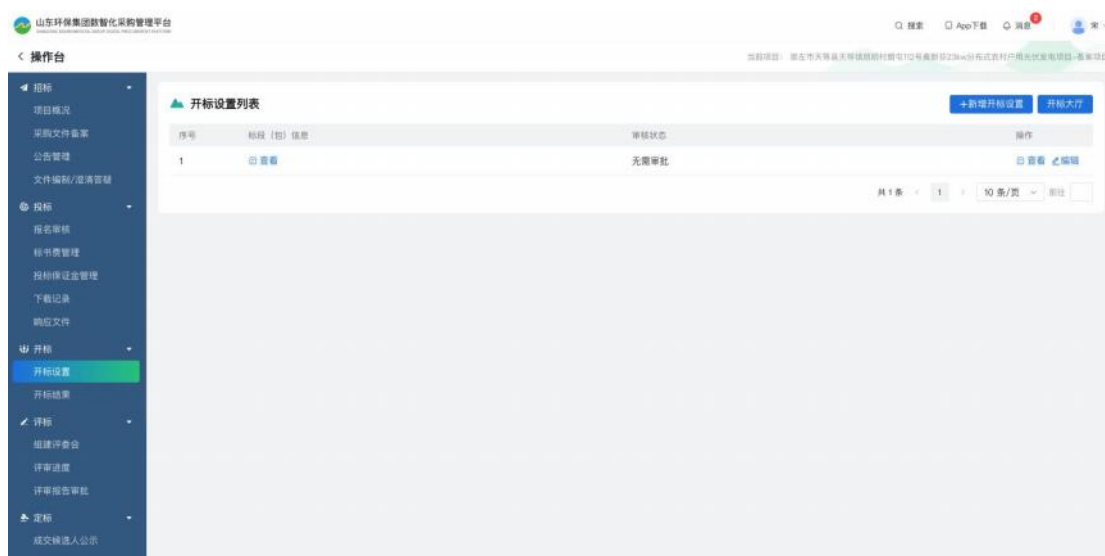 山东环保集团数智化采购管理平台
搜索 App下载 消息 2 宋
操作台
当前项目：
招标
项目概况
采购文件备案
公告管理
文件编制/澄清答疑
投标
报名审核
标书费管理
投标保证金管理
下载记录
响应文件
开标
开标设置
开标结果
评标
组建评委会
评审进度
评审报告审批
定标
成交候选人公示
开标设置列表
+新增开标设置 开标大厅
序号 标段（包）信息 审核状态 操作
1 查看 无需审批 查看 编辑
共 1 条 < 1 > 10 条/页 前往